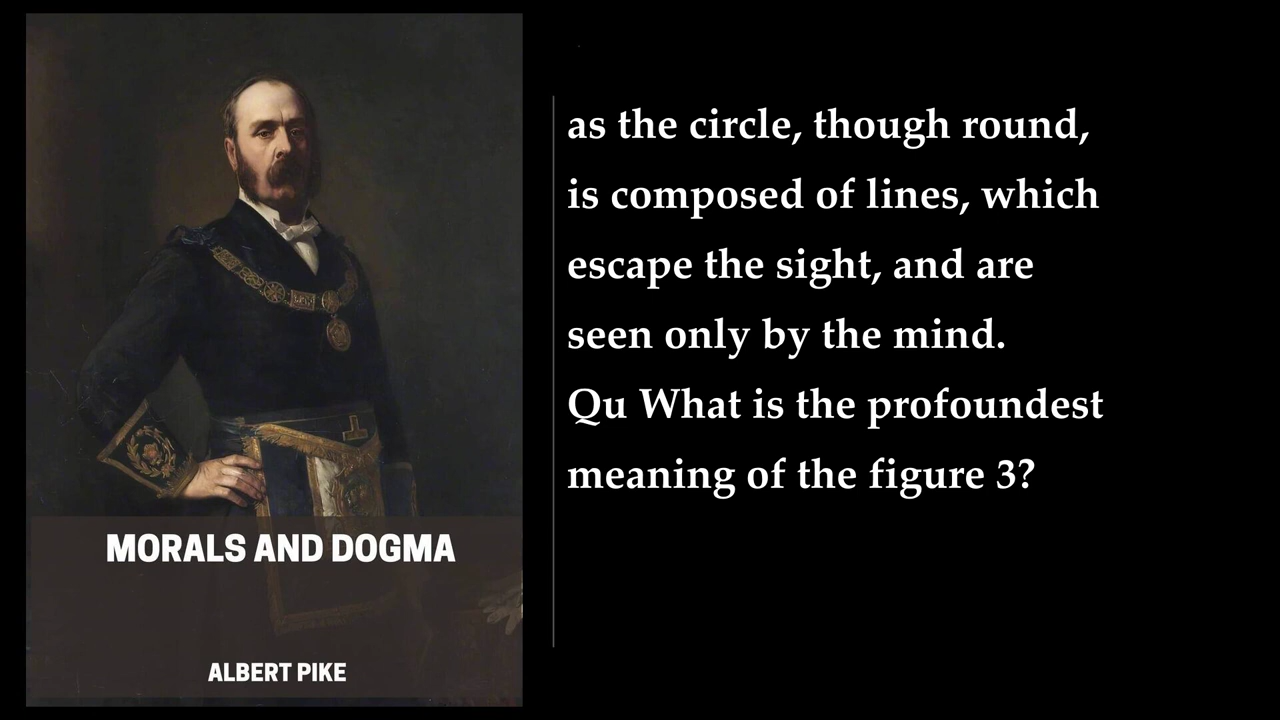 as the circle, though round,
is composed of lines, which
escape the sight, and are
seen only by the mind.
Qu What is the profoundest
meaning of the figure 3?
MORALS AND DOGMA
ALBERT PIKE